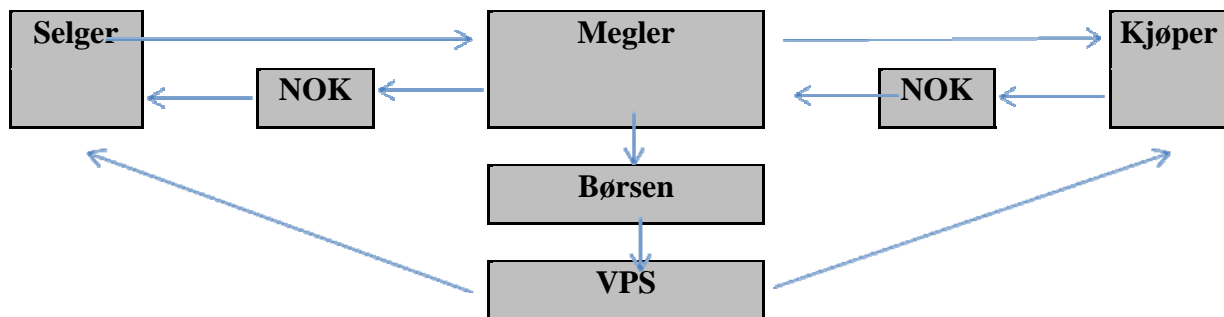 Selger
Megler
Kjøper
NOK
NOK
Børsen
VPS